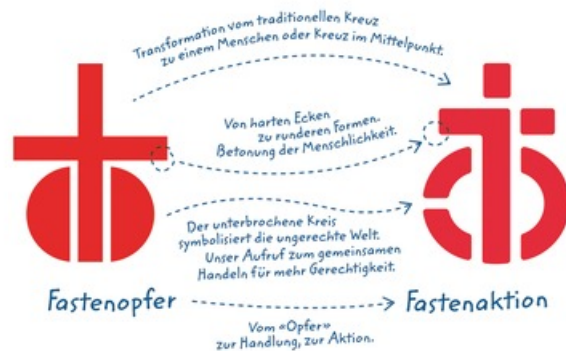 Transformation vom traditionellen Kreuz
zu einem Menschen oder Kreuz im Mittelpunkt.
Von harten Ecken
zu runderen Formen.
Betonung der Menschlichkeit.
Der unterbrochene Kreis
symbolisiert die ungerechte Welt.
Unser Aufruf zum gemeinsamen
Handeln für mehr Gerechtigkeit.
Fastenopfer
Fastenaktion
Vom «Opfer»
zur Handlung, zur Aktion.